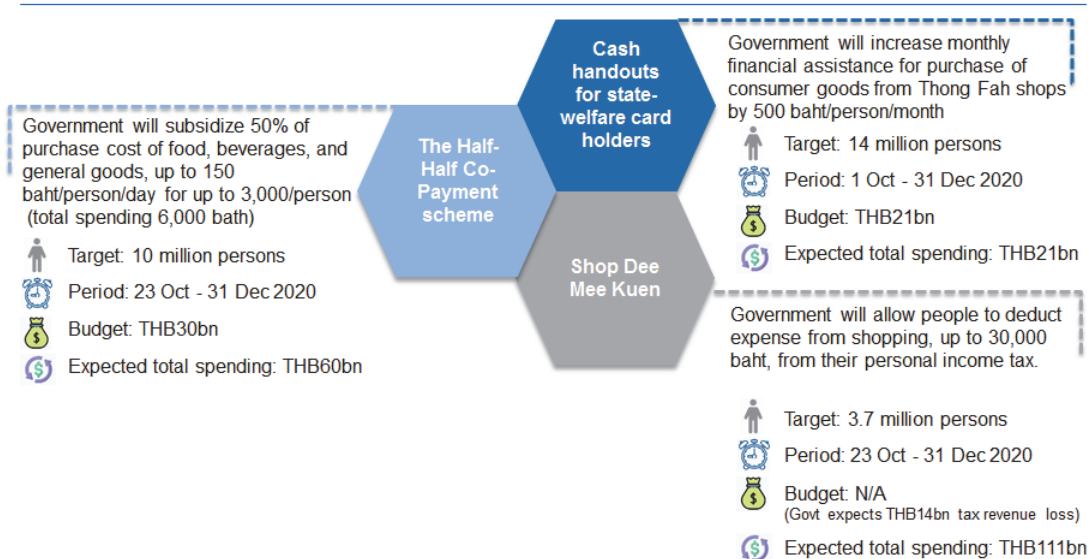 Cash
handouts
for state-
welfare card
holders
Government will increase monthly
financial assistance for purchase of
consumer goods from Thong Fah shops
by 500 baht/person/month
Target: 14 million persons
Period: 1 Oct - 31 Dec 2020
Budget: THB21bn
Expected total spending: THB21bn
The Half-
Half Co-
Payment
scheme
Government will subsidize 50% of
purchase cost of food, beverages, and
general goods, up to 150
baht/person/day for up to 3,000/person
(total spending 6,000 bath)
Target: 10 million persons
Period: 23 Oct - 31 Dec 2020
Budget: THB30bn
Expected total spending: THB60bn
Shop Dee
Mee Kuen
Government will allow people to deduct
expense from shopping, up to 30,000
baht, from their personal income tax.
Target: 3.7 million persons
Period: 23 Oct - 31 Dec 2020
Budget: N/A
(Govt expects THB14bn tax revenue loss)
Expected total spending: THB111bn